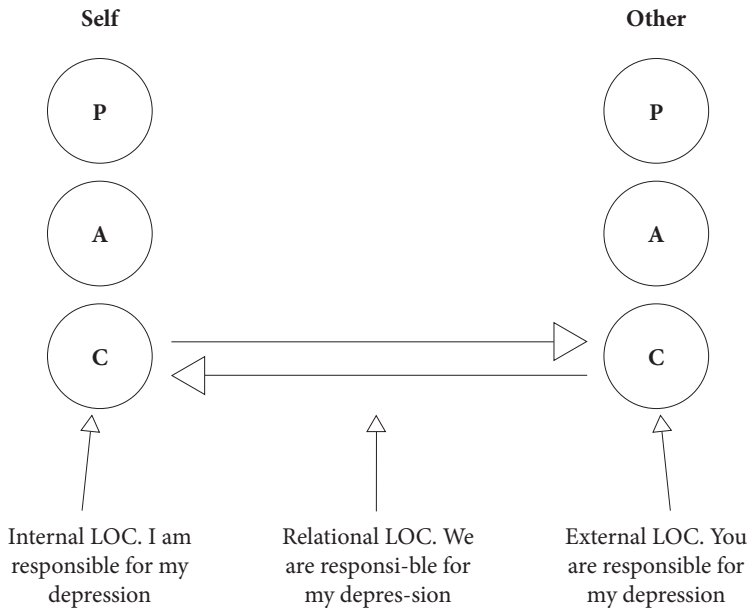 Self
Other
P
P
A
A
C
C
Internal LOC. I am
responsible for my
depression
Relational LOC. We
are responsi-ble for
my depres-sion
External LOC. You
are responsible for
my depression